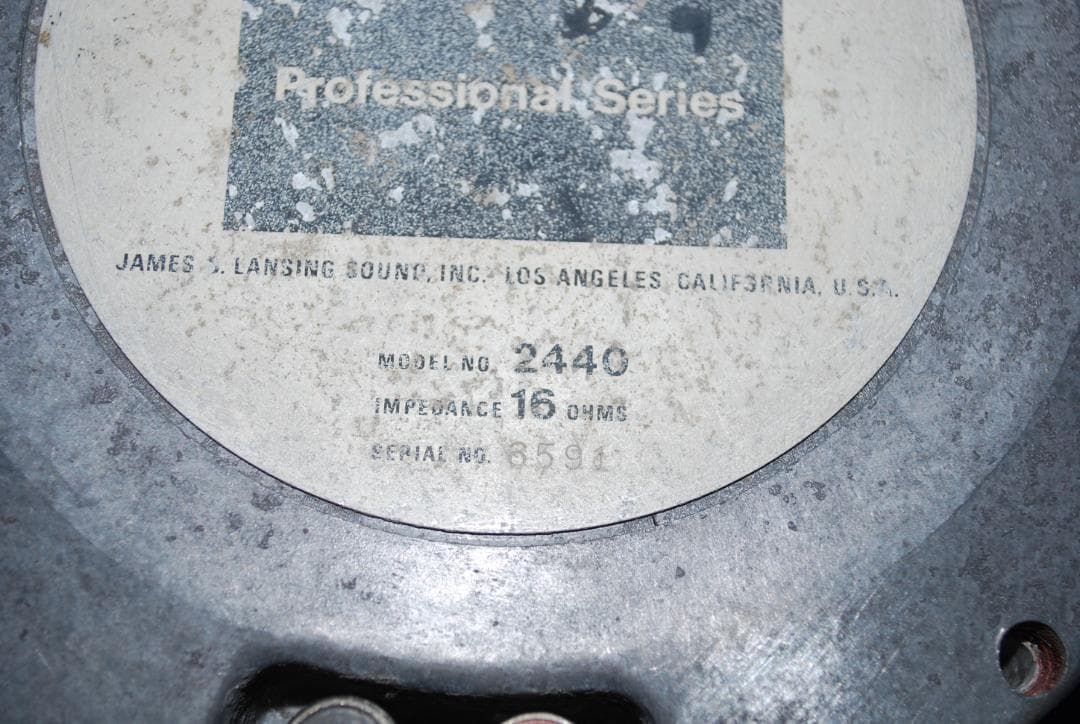 Professional Series
JAMES B. LANSING SOUND, INC. LOS ANGELES CALIFORNIA, U.S.A.
MODEL NO. 2440
IMPEDANCE 16 OHMS
SERIAL NO. 6591